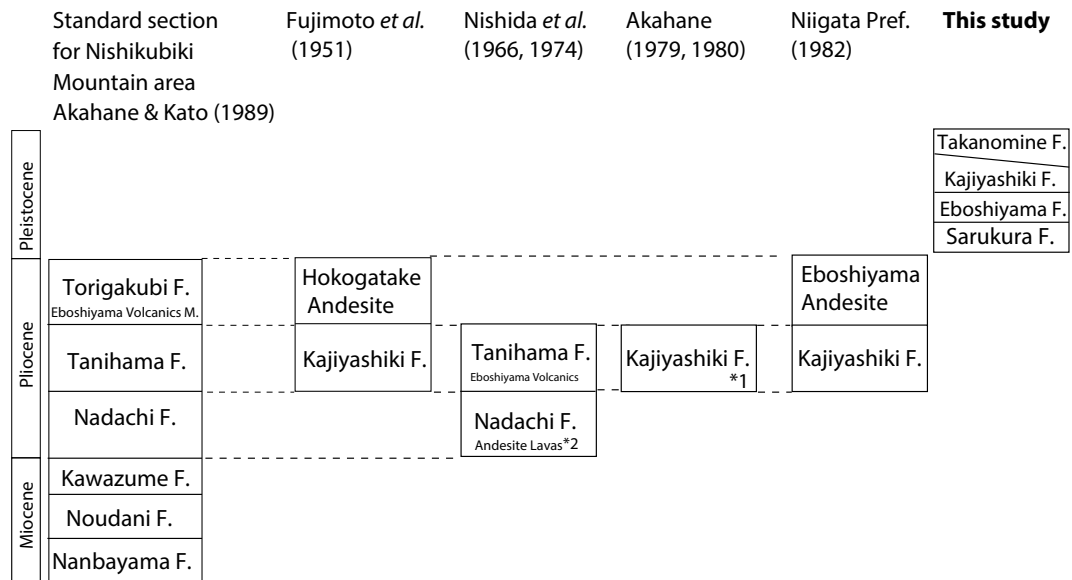 Standard section
for Nishikubiki
Mountain area
Akahane & Kato (1989)
Fujimoto et al.
(1951)
Nishida et al.
(1966, 1974)
Akahane
(1979, 1980)
Niigata Pref.
(1982)
This study
Pleistocene
Pliocene
Miocene
Torigakubi F.
Eboshiyama Volcanics M.
Tanihama F.
Nadachi F.
Kawazume F.
Noudani F.
Nanbayama F.
Hokogatake
Andesite
Kajiyashiki F.
Tanihama F.
Eboshiyama Volcanics
Nadachi F.
Andesite Lavas*2
Kajiyashiki F.
*1
Eboshiyama
Andesite
Kajiyashiki F.
Takanomine F.
Kajiyashiki F.
Eboshiyama F.
Sarukura F.